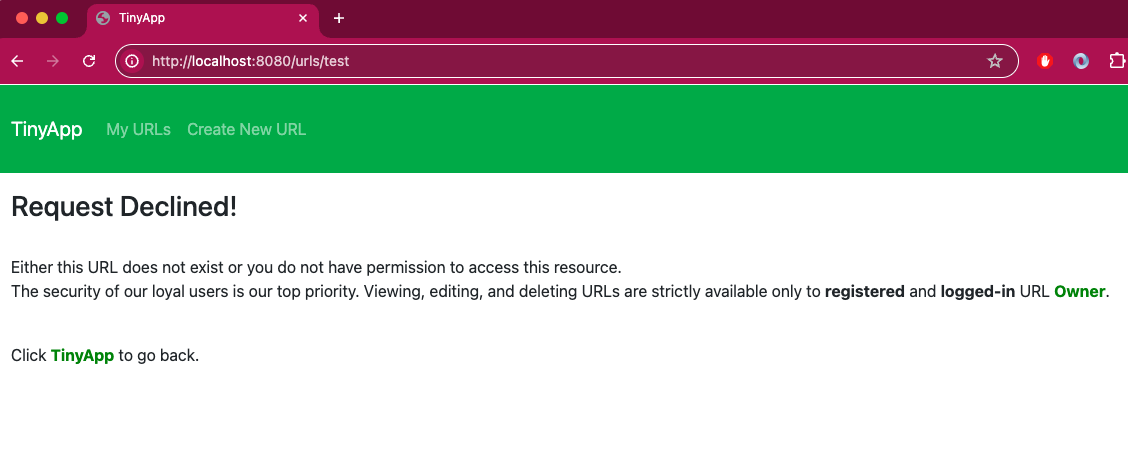 TinyApp
http://localhost:8080/urls/test
TinyApp My URLs Create New URL
Request Declined!
Either this URL does not exist or you do not have permission to access this resource.
The security of our loyal users is our top priority. Viewing, editing, and deleting URLs are strictly available only to registered and logged-in URL Owner.
Click TinyApp to go back.